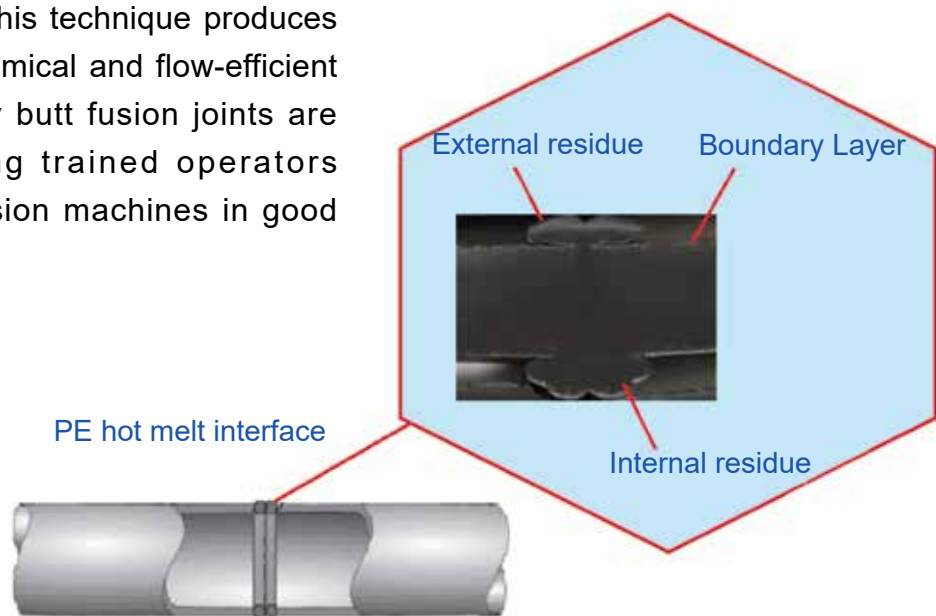 his technique produces
mical and flow-efficient
butt fusion joints are
g trained operators
sion machines in good
External residue
Boundary Layer
PE hot melt interface
Internal residue